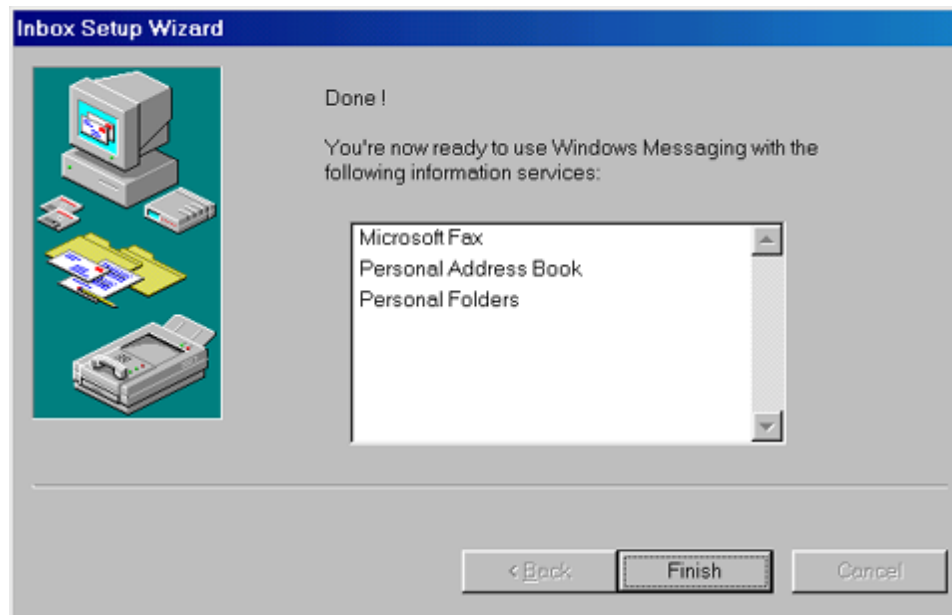 Inbox Setup Wizard
Done !
You're now ready to use Windows Messaging with the
following information services:
Microsoft Fax
Personal Address Book
Personal Folders
< Back
Finish
Cancel